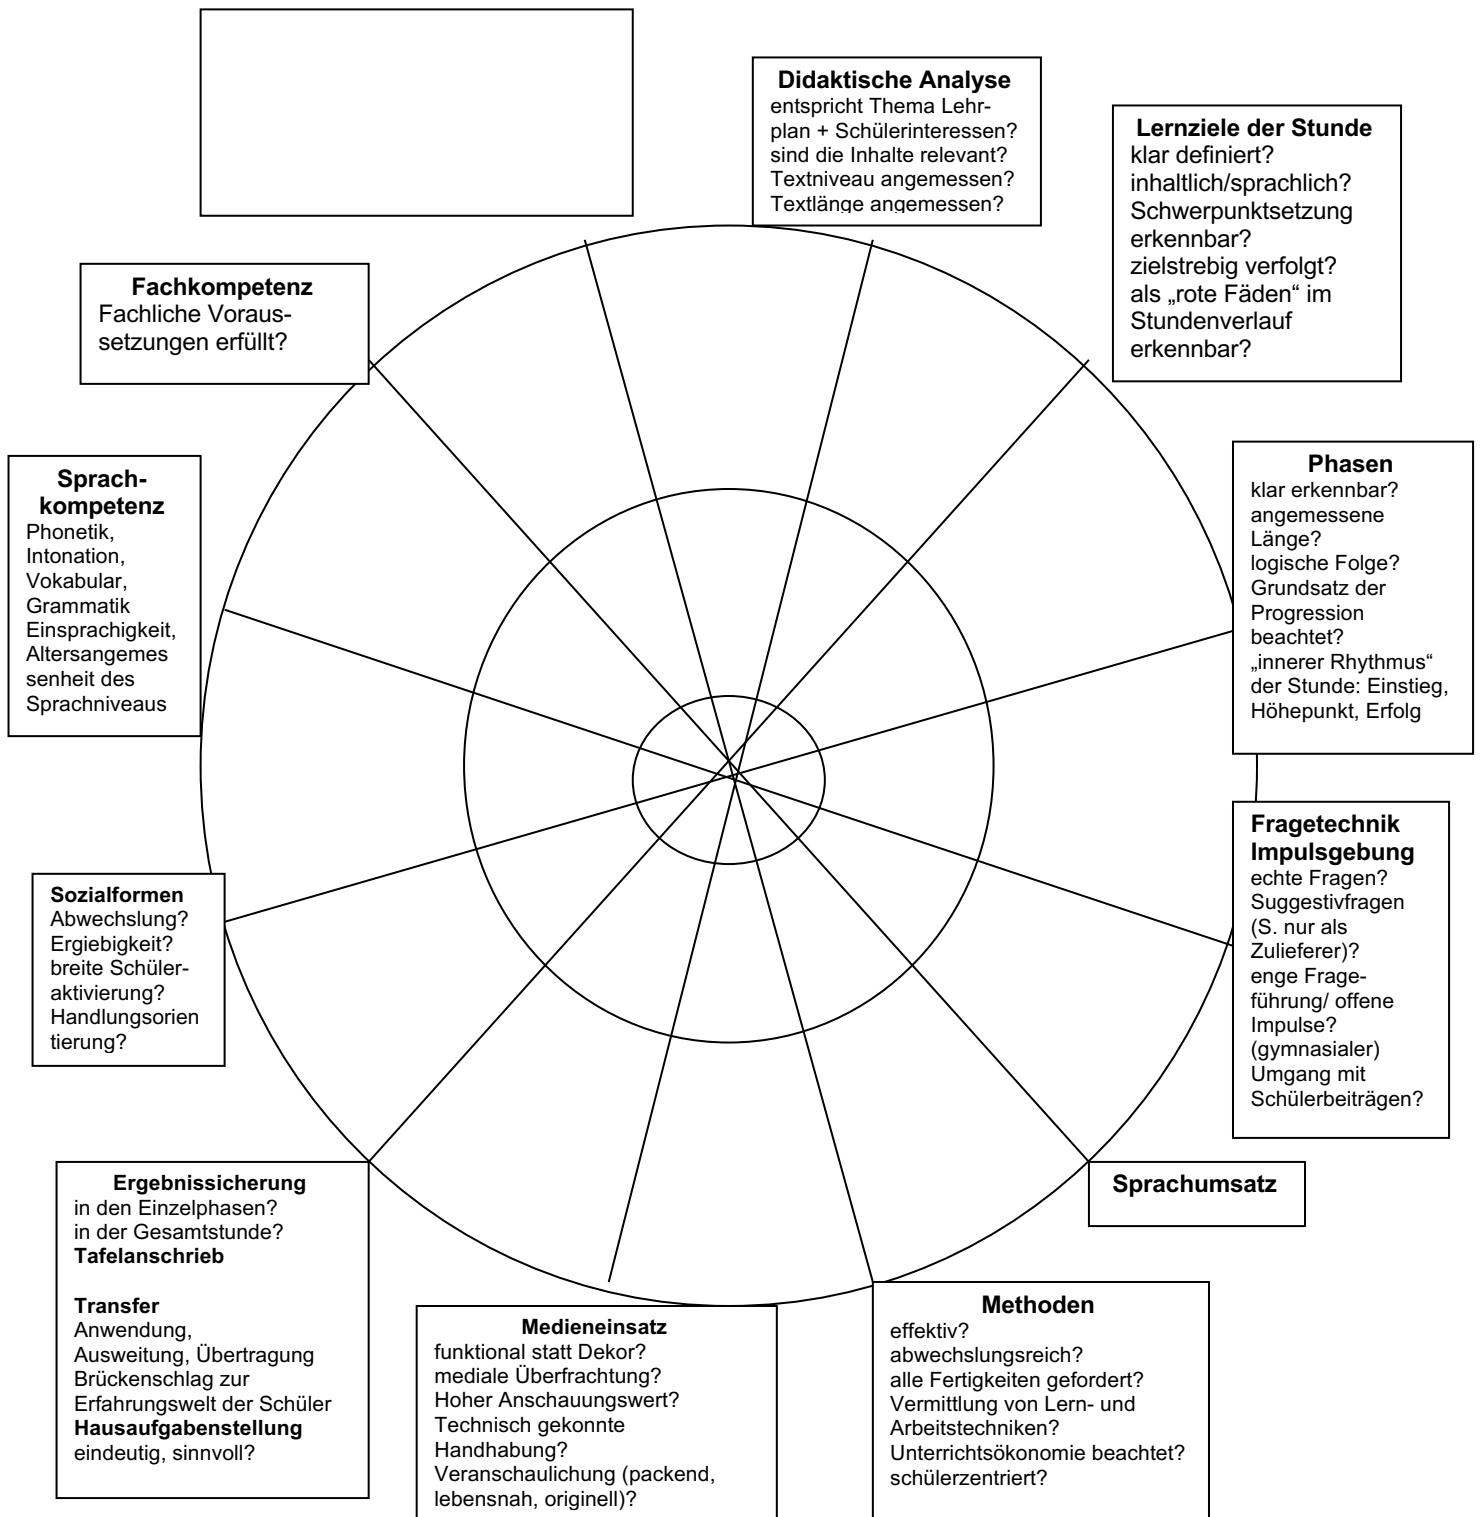 Didaktische Analyse
entspricht Thema Lehr-
plan + Schülerinteressen?
sind die Inhalte relevant?
Textniveau angemessen?
Textlänge angemessen?
Lernziele der Stunde
klar definiert?
inhaltlich/sprachlich?
Schwerpunktsetzung
erkennbar?
zielstrebig verfolgt?
als „rote Fäden“ im
Stundenverlauf
erkennbar?
Fachkompetenz
Fachliche Voraus-
setzungen erfüllt?
Phasen
klar erkennbar?
angemessene
Länge?
logische Folge?
Grundsatz der
Progression
beachtet?
„innerer Rhythmus“
der Stunde: Einstieg,
Höhepunkt, Erfolg
Sprach-
kompetenz
Phonetik,
Intonation,
Vokabular,
Grammatik
Einsprachigkeit,
Altersangemes
senheit des
Sprachniveaus
Fragetechnik
Impulsgebung
echte Fragen?
Suggestivfragen
(S. nur als
Zulieferer)?
enge Frage-
führung/ offene
Impulse?
(gymnasialer)
Umgang mit
Schülerbeiträgen?
Sozialformen
Abwechslung?
Ergiebigkeit?
breite Schüler-
aktivierung?
Handlungsorien
tierung?
Sprachumsatz
Ergebnissicherung
in den Einzelphasen?
in der Gesamtstunde?
Tafelanschrieb
Transfer
Anwendung,
Ausweitung, Übertragung
Brückenschlag zur
Erfahrungswelt der Schüler
Hausaufgabenstellung
eindeutig, sinnvoll?
Medieneinsatz
funktional statt Dekor?
mediale Überfrachtung?
Hoher Anschauungswert?
Technisch gekonnte
Handhabung?
Veranschaulichung (packend,
lebensnah, originell)?
Methoden
effektiv?
abwechslungsreich?
alle Fertigkeiten gefordert?
Vermittlung von Lern- und
Arbeitstechniken?
Unterrichtsökonomie beachtet?
schülerzentriert?